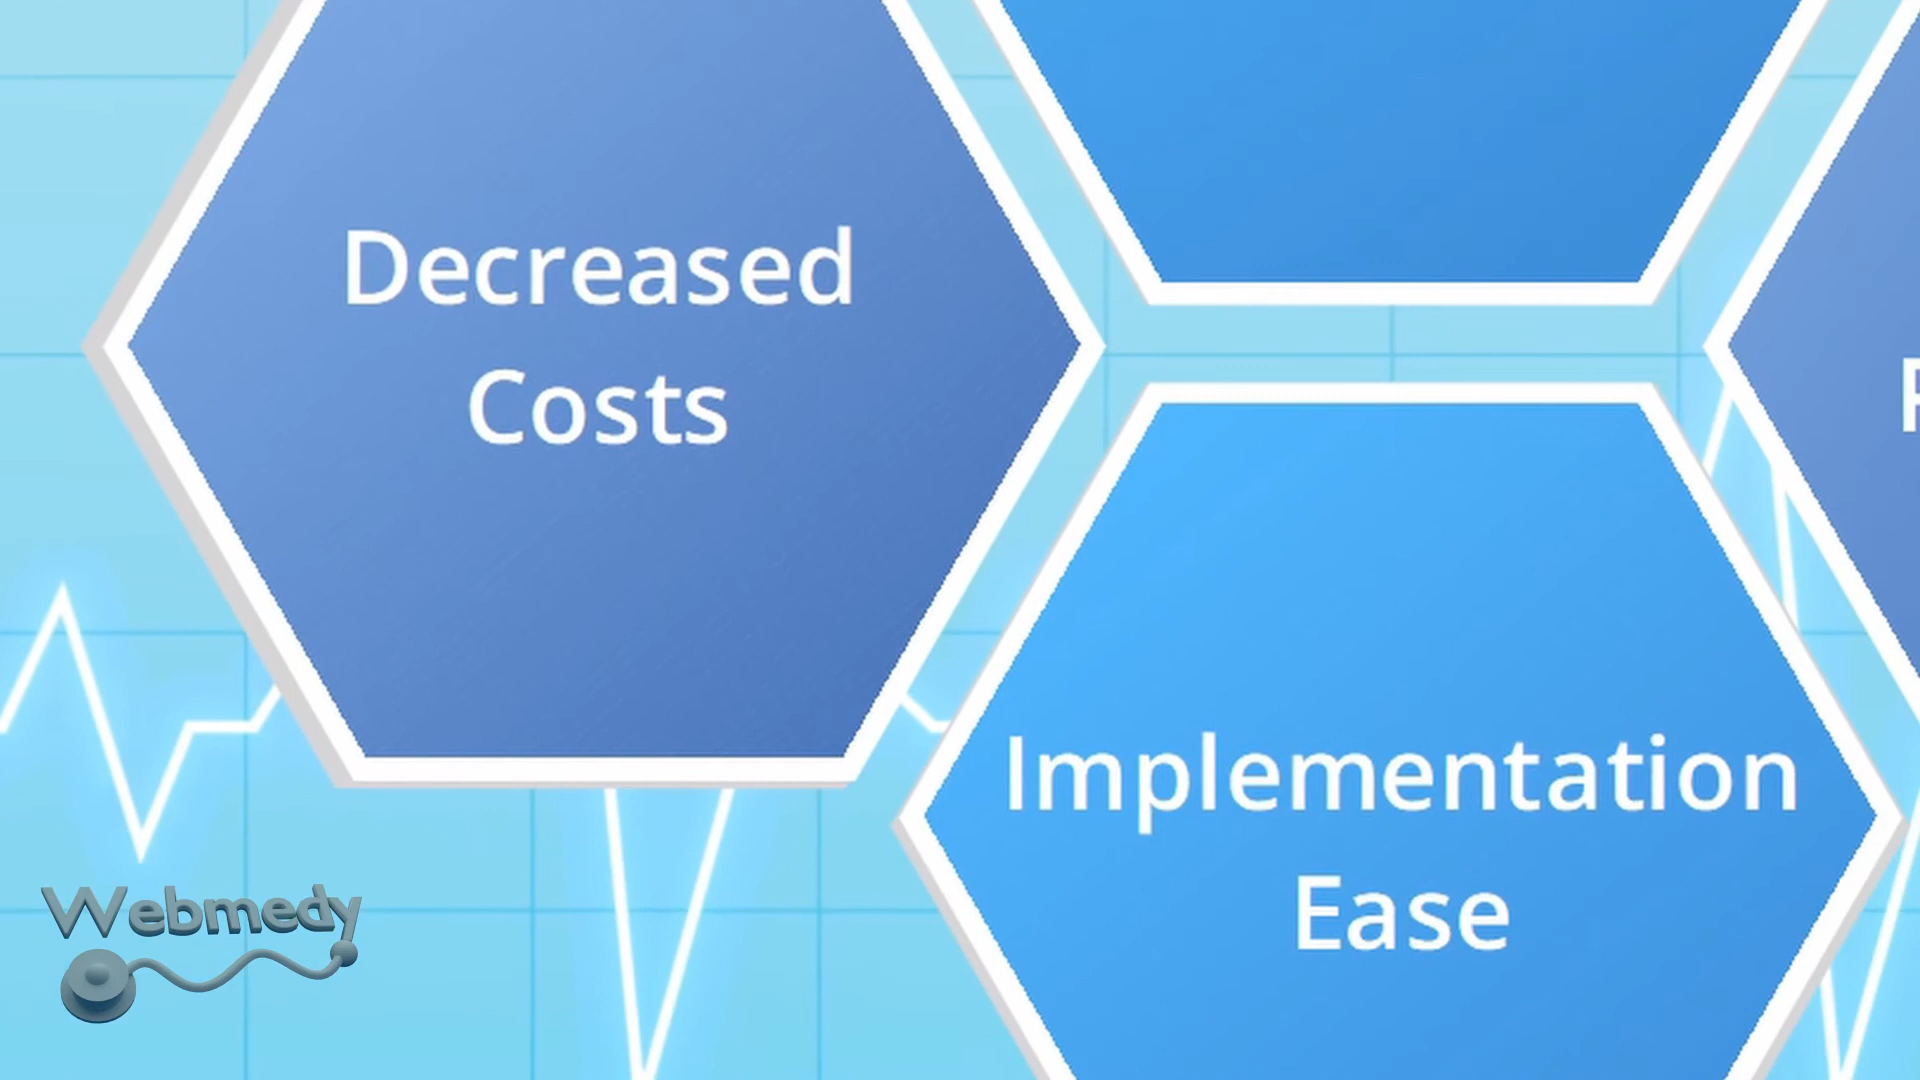 Decreased
Costs
Implementation
Ease
Webmedy